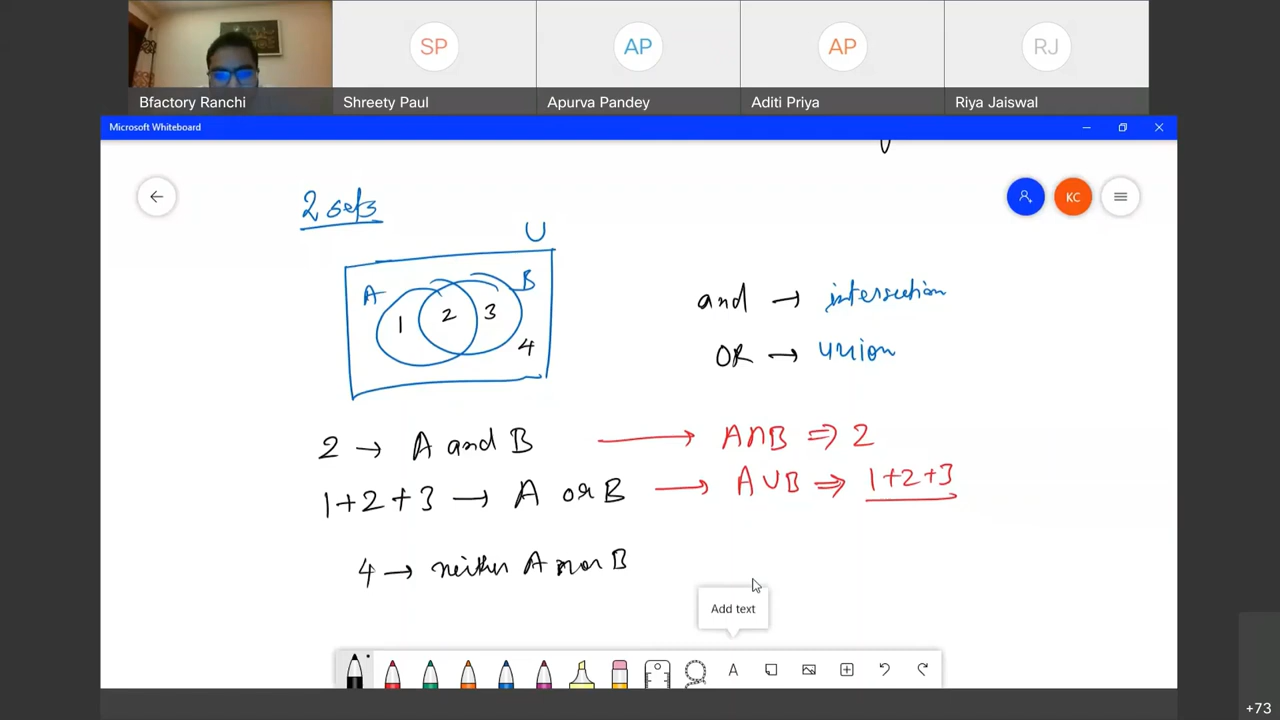 SP
AP
AP
RJ
Bfactory Ranchi
Shreety Paul
Apurva Pandey
Aditi Priya
Riya Jaiswal
Microsoft Whiteboard
KC
2 sets
U
A
B
1
2
3
4
and → intersection
OR → union
2 → A and B → A∩B ⇒ 2
1+2+3 → A or B → A∪B ⇒ 1+2+3
4 → neither A nor B
Add text
A
+73